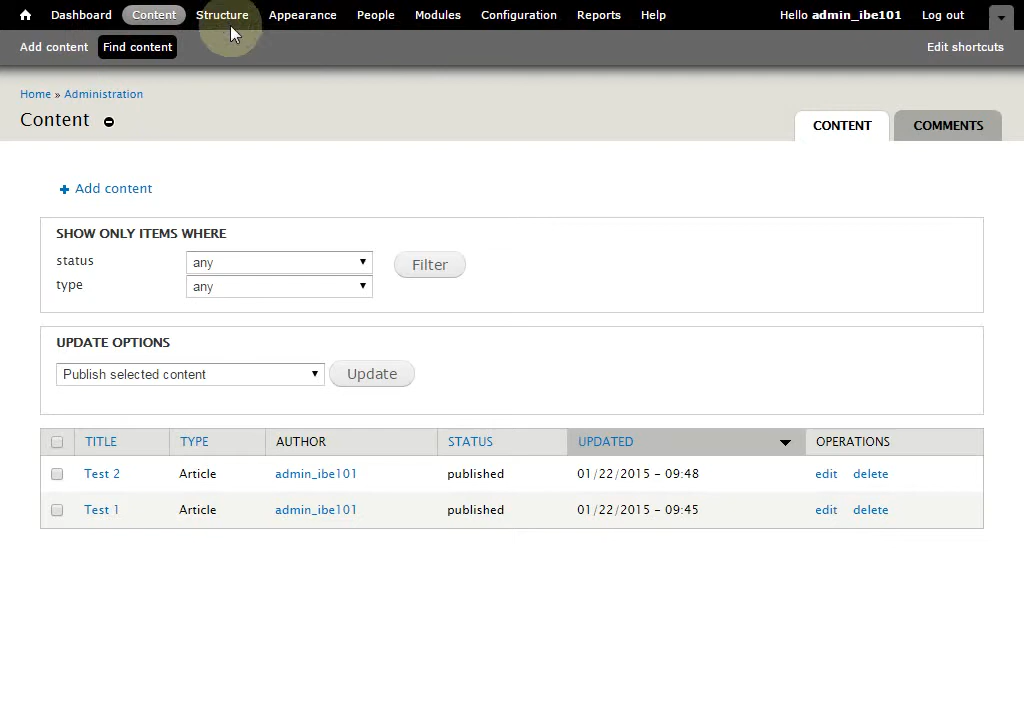 Dashboard Content Structure Appearance People Modules Configuration Reports Help Hello admin_ibe101 Log out
Add content Find content Edit shortcuts
Home » Administration
Content
CONTENT COMMENTS
Add content
SHOW ONLY ITEMS WHERE
status any Filter
type any
UPDATE OPTIONS
Publish selected content Update
TITLE TYPE AUTHOR STATUS UPDATED OPERATIONS
Test 2 Article admin_ibe101 published 01/22/2015 - 09:48 edit delete
Test 1 Article admin_ibe101 published 01/22/2015 - 09:45 edit delete